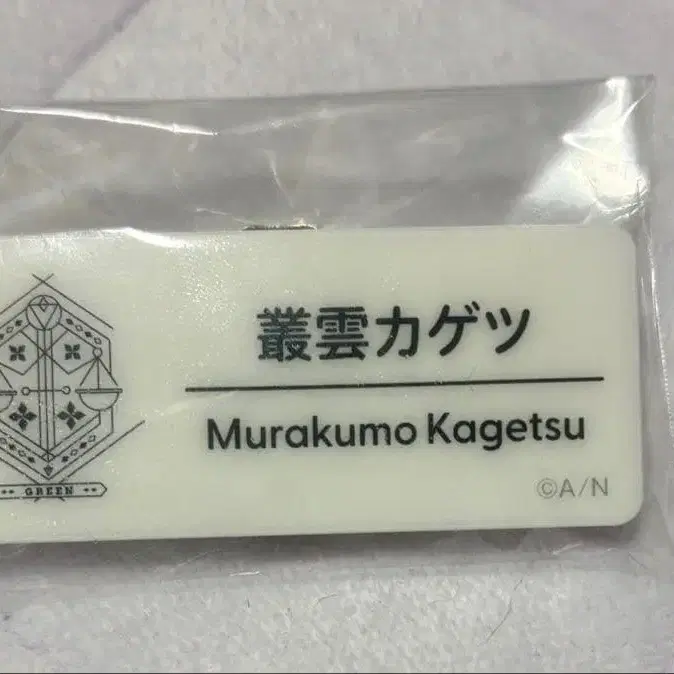 叢雲カゲツ
Murakumo Kagetsu
©A/N
GREEN